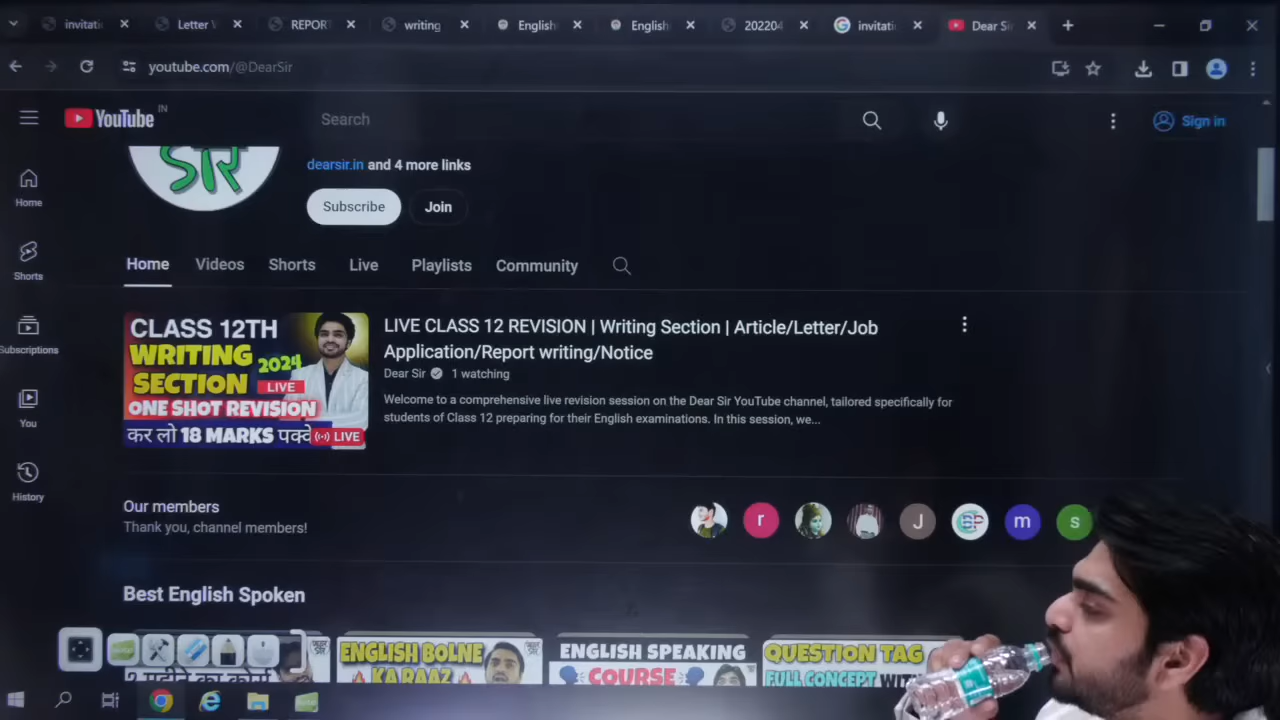 invitati
Letter W
REPOR
writing
English
English
202204
invitati
Dear Sir
youtube.com/@DearSir
YouTube IN
Search
Sign in
सर
dearsir.in and 4 more links
Subscribe
Join
Home
Shorts
Subscriptions
You
History
Home
Videos
Shorts
Live
Playlists
Community
CLASS 12TH
WRITING 2024
SECTION LIVE
ONE SHOT REVISION
कर लो 18 MARKS पक्के
LIVE
LIVE CLASS 12 REVISION | Writing Section | Article/Letter/Job
Application/Report writing/Notice
Dear Sir 1 watching
Welcome to a comprehensive live revision session on the Dear Sir YouTube channel, tailored specifically for
students of Class 12 preparing for their English examinations. In this session, we...
Our members
Thank you, channel members!
r
J
m
s
Best English Spoken
ENGLISH BOLNE
KA RAAZ
ENGLISH SPEAKING
COURSE
QUESTION TAG
FULL CONCEPT WITH